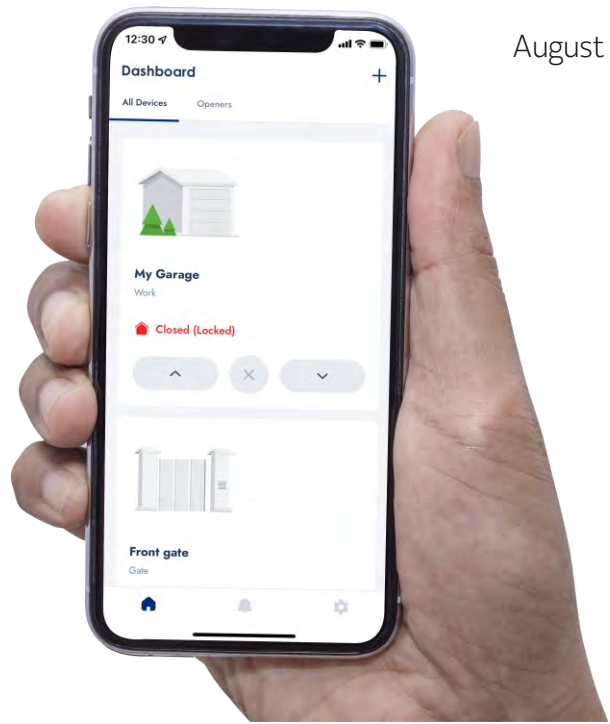 August
12:30
Dashboard
All Devices
Openers
My Garage
Work
Closed (Locked)
Front gate
Gate